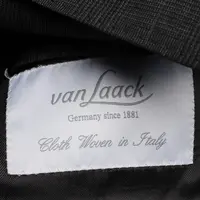 van Laack
Germany since 1881
Cloth Woven in Italy